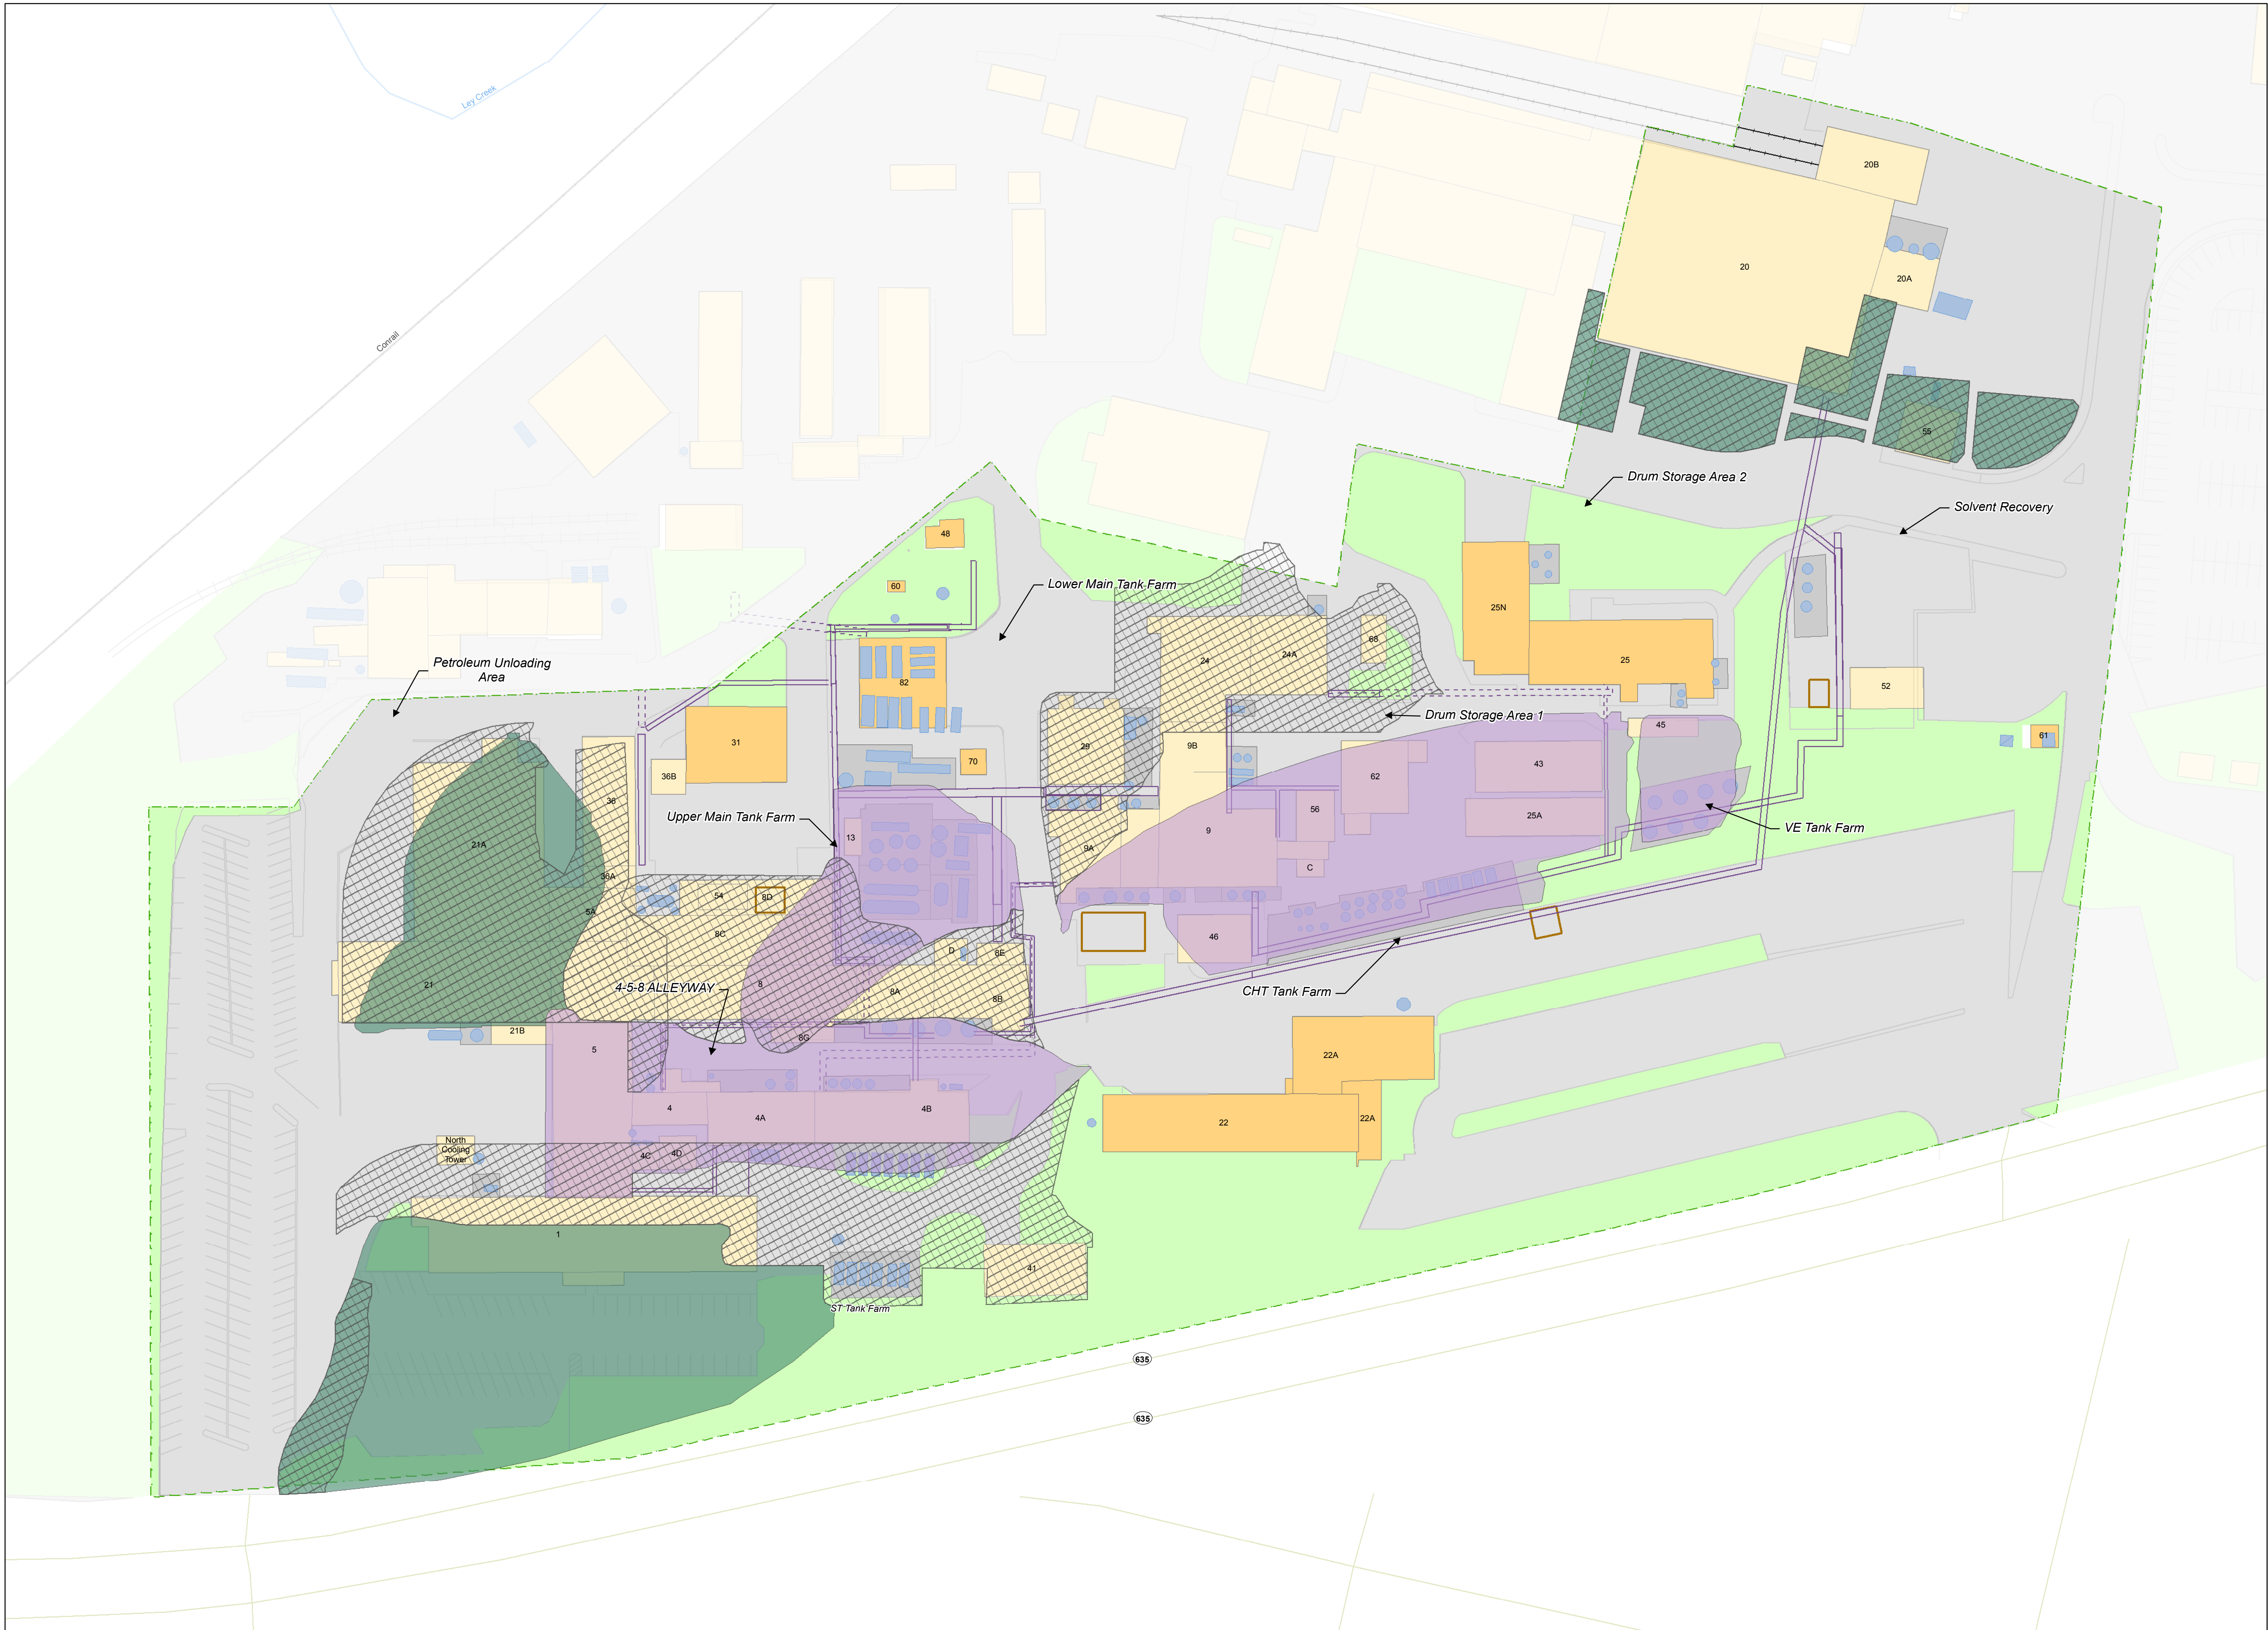 Ley Creek
20B
20
20A
Conrail
55
Drum Storage Area 2
Solvent Recovery
48
60
Lower Main Tank Farm
25N
24
24A
68
25
Petroleum Unloading
Area
82
52
Drum Storage Area 1
45
61
31
29
9B
70
43
62
36B
36
56
25A
Upper Main Tank Farm
13
9
VE Tank Farm
21A
9A
C
36A
54
8D
5A
8C
46
D
8E
21
4-5-8 ALLEYWAY
8
8A
8B
CHT Tank Farm
21B
8G
5
22A
4
4A
4B
22
22A
North
Cooling
Tower
4C
4D
1
41
ST Tank Farm
635
635